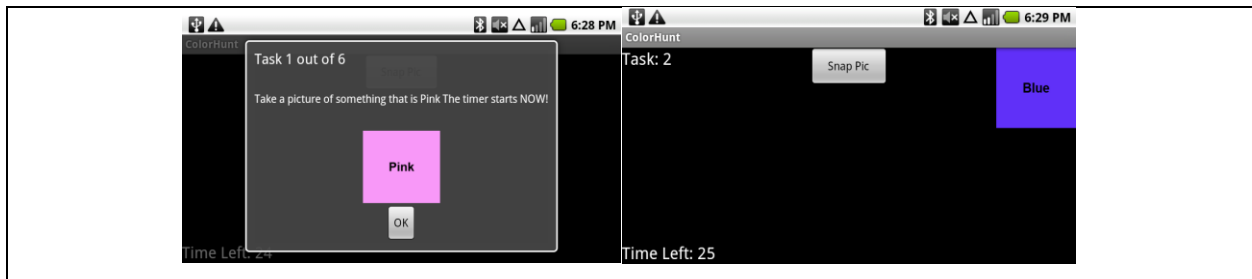 6:28 PM
ColorHunt
Task 1 out of 6
Take a picture of something that is Pink The timer starts NOW!
Pink
OK
Time Left: 24
6:29 PM
ColorHunt
Task: 2
Snap Pic
Blue
Time Left: 25